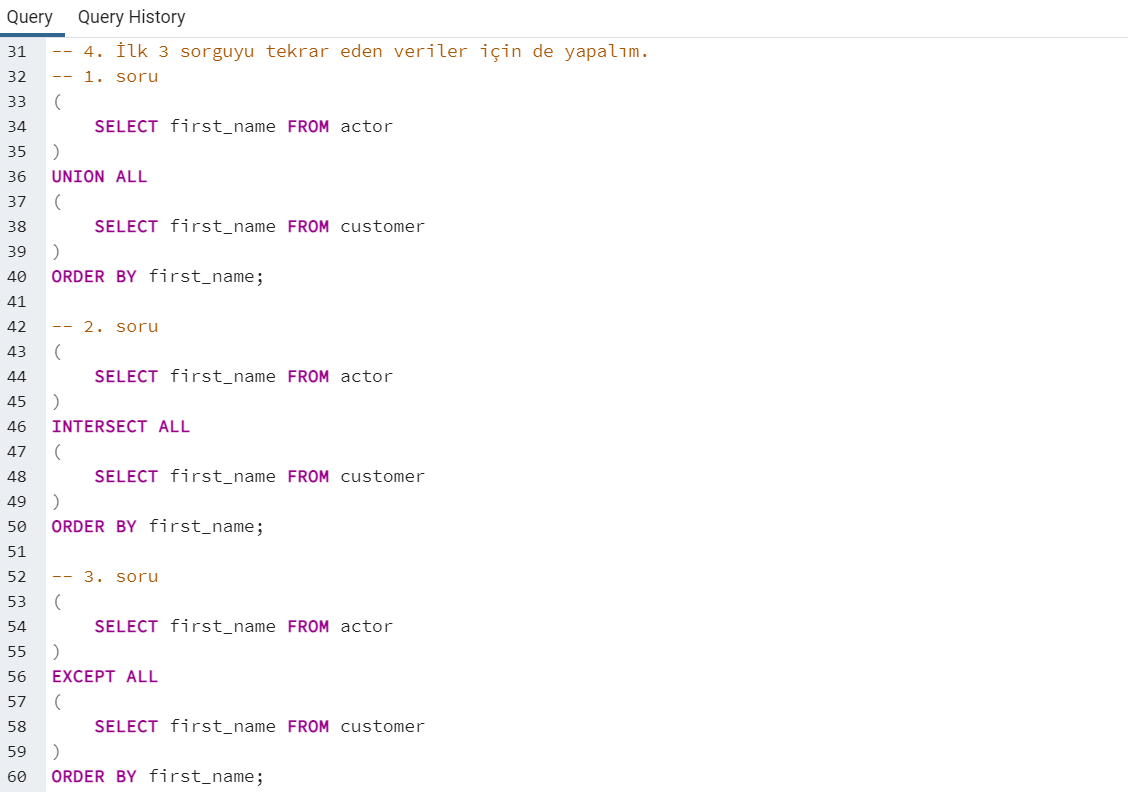 Query Query History
31 -- 4. İlk 3 sorguyu tekrar eden veriler için de yapalım.
32 -- 1. soru
33 (
34     SELECT first_name FROM actor
35 )
36 UNION ALL
37 (
38     SELECT first_name FROM customer
39 )
40 ORDER BY first_name;
41
42 -- 2. soru
43 (
44     SELECT first_name FROM actor
45 )
46 INTERSECT ALL
47 (
48     SELECT first_name FROM customer
49 )
50 ORDER BY first_name;
51
52 -- 3. soru
53 (
54     SELECT first_name FROM actor
55 )
56 EXCEPT ALL
57 (
58     SELECT first_name FROM customer
59 )
60 ORDER BY first_name;